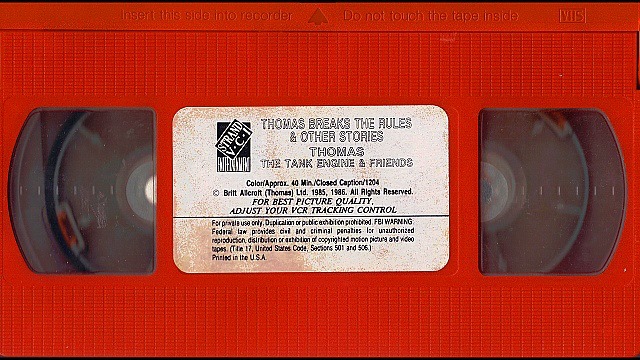 Insert this side into recorder
Do not touch the tape inside
VHS
STRAND
VCI
THOMAS BREAKS THE RULES
& OTHER STORIES
THOMAS
THE TANK ENGINE & FRIENDS
Color/Approx. 40 Min./Closed Caption/1204
© Britt Allcroft (Thomas) Ltd. 1985, 1986. All Rights Reserved.
FOR BEST PICTURE QUALITY,
ADJUST YOUR VCR TRACKING CONTROL
For private use only. Duplication or public exhibition prohibited. FBI WARNING:
Federal law provides civil and criminal penalties for unauthorized
reproduction, distribution or exhibition of copyrighted motion picture and video
tapes. (Title 17, United States Code, Sections 501 and 506.)
Printed in the U.S.A.